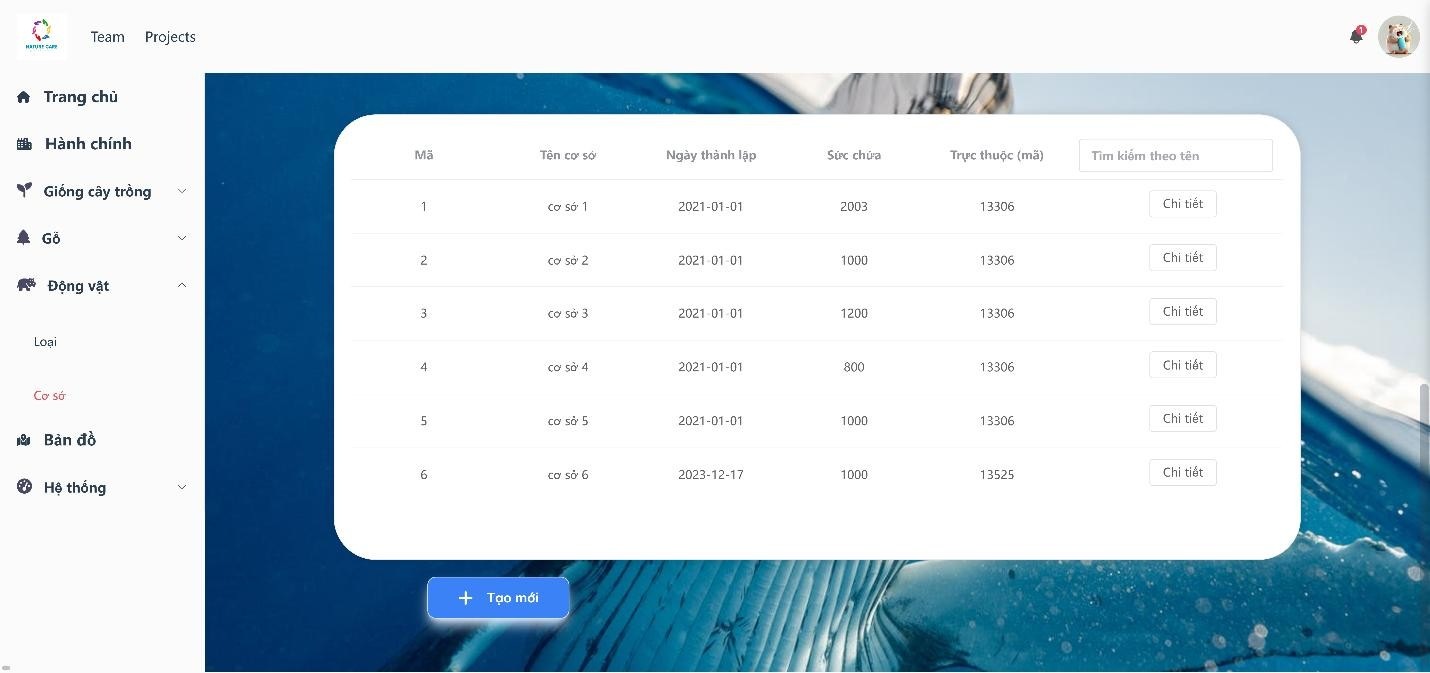 NATURE CARE
Team Projects
1
Trang chủ
Hành chính
Giống cây trồng
Gỗ
Động vật
Loại
Cơ sở
Bản đồ
Hệ thống
Mã Tên cơ sở Ngày thành lập Sức chứa Trực thuộc (mã) Tìm kiếm theo tên
1 cơ sở 1 2021-01-01 2003 13306 Chi tiết
2 cơ sở 2 2021-01-01 1000 13306 Chi tiết
3 cơ sở 3 2021-01-01 1200 13306 Chi tiết
4 cơ sở 4 2021-01-01 800 13306 Chi tiết
5 cơ sở 5 2021-01-01 1000 13306 Chi tiết
6 cơ sở 6 2023-12-17 1000 13525 Chi tiết
Tạo mới